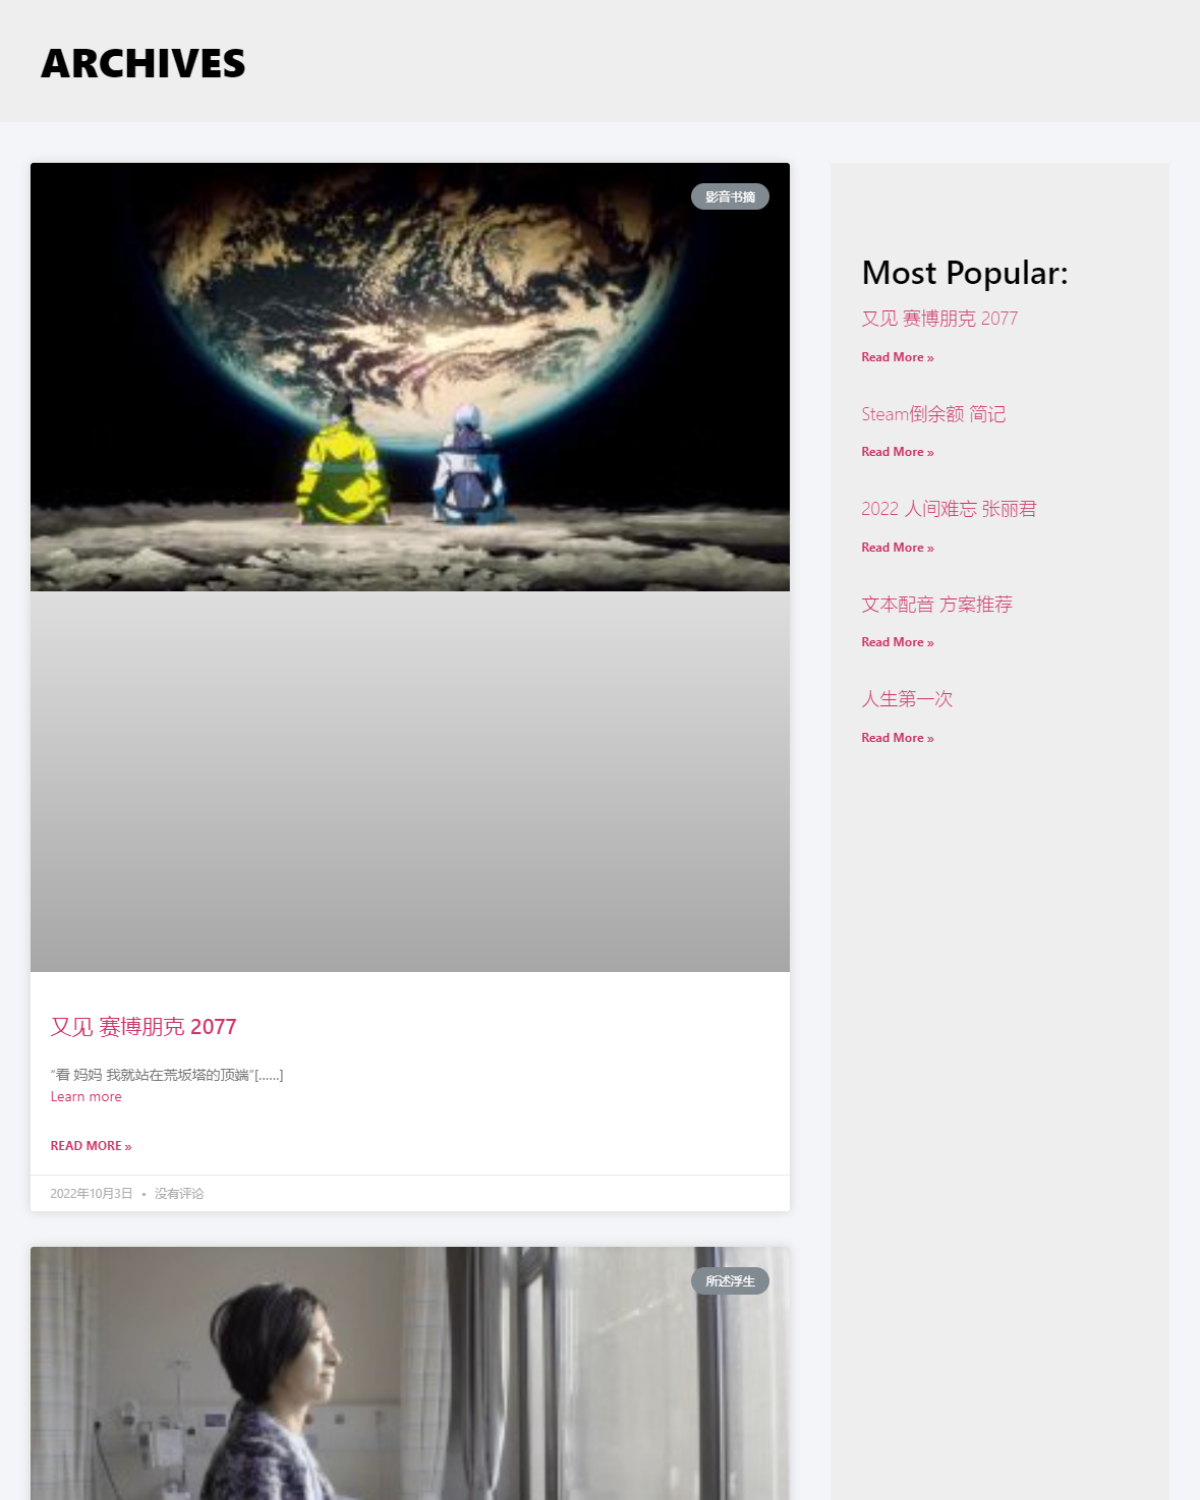 ARCHIVES
影音书摘
又见 赛博朋克 2077
“看 妈妈 我就站在荒坂塔的顶端”[……]
Learn more
READ MORE »
2022年10月3日 • 没有评论
所述浮生
Most Popular:
又见 赛博朋克 2077
Read More »
Steam倒余额 简记
Read More »
2022 人间难忘 张丽君
Read More »
文本配音 方案推荐
Read More »
人生第一次
Read More »